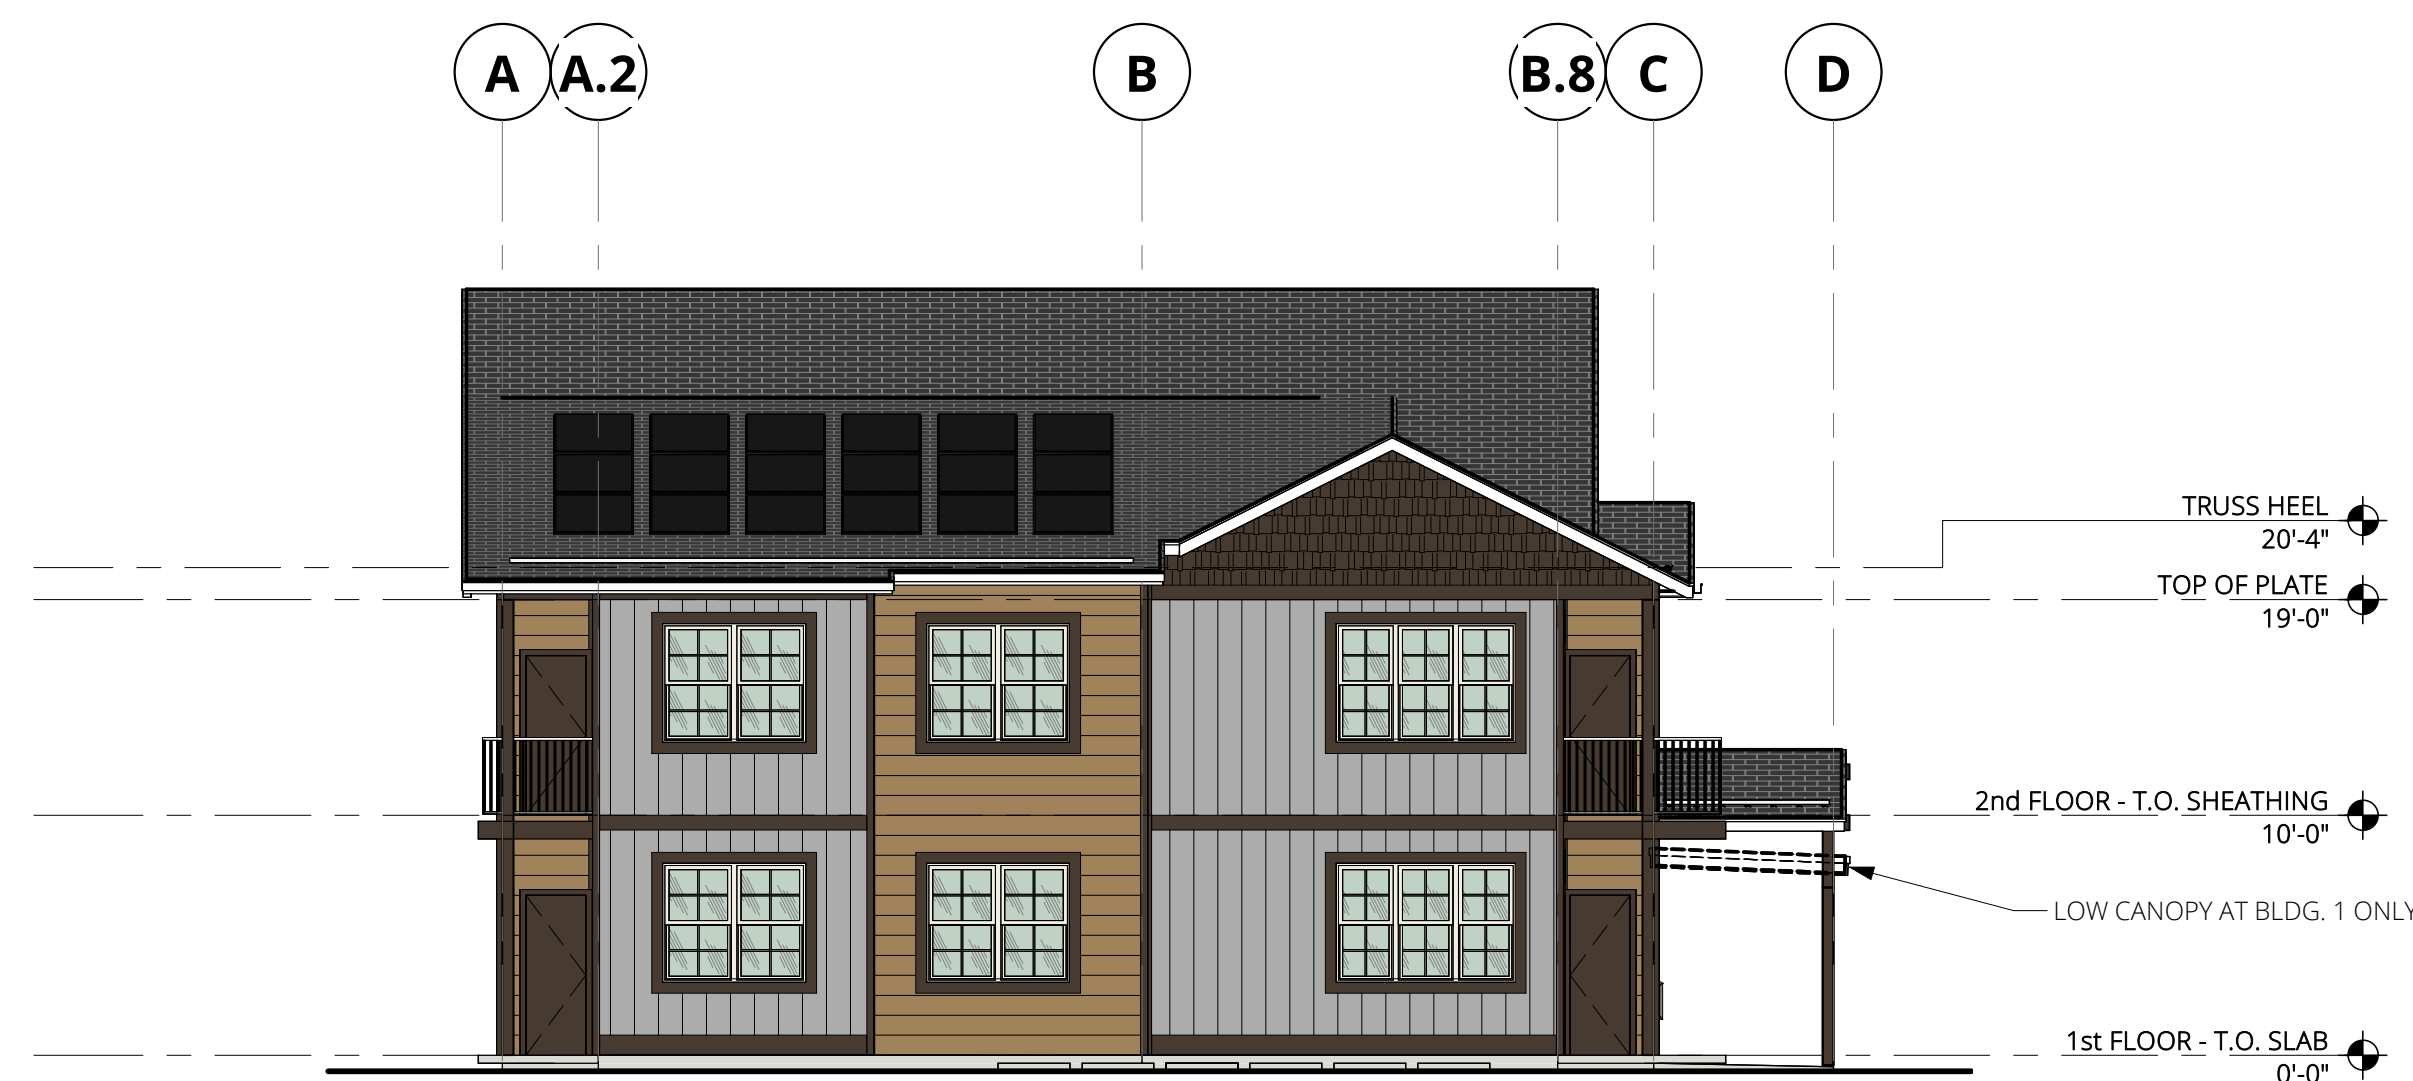 A A.2 B B.8 C D
TRUSS HEEL
20'-4"
TOP OF PLATE
19'-0"
2nd FLOOR - T.O. SHEATHING
10'-0"
LOW CANOPY AT BLDG. 1 ONLY
1st FLOOR - T.O. SLAB
0'-0"